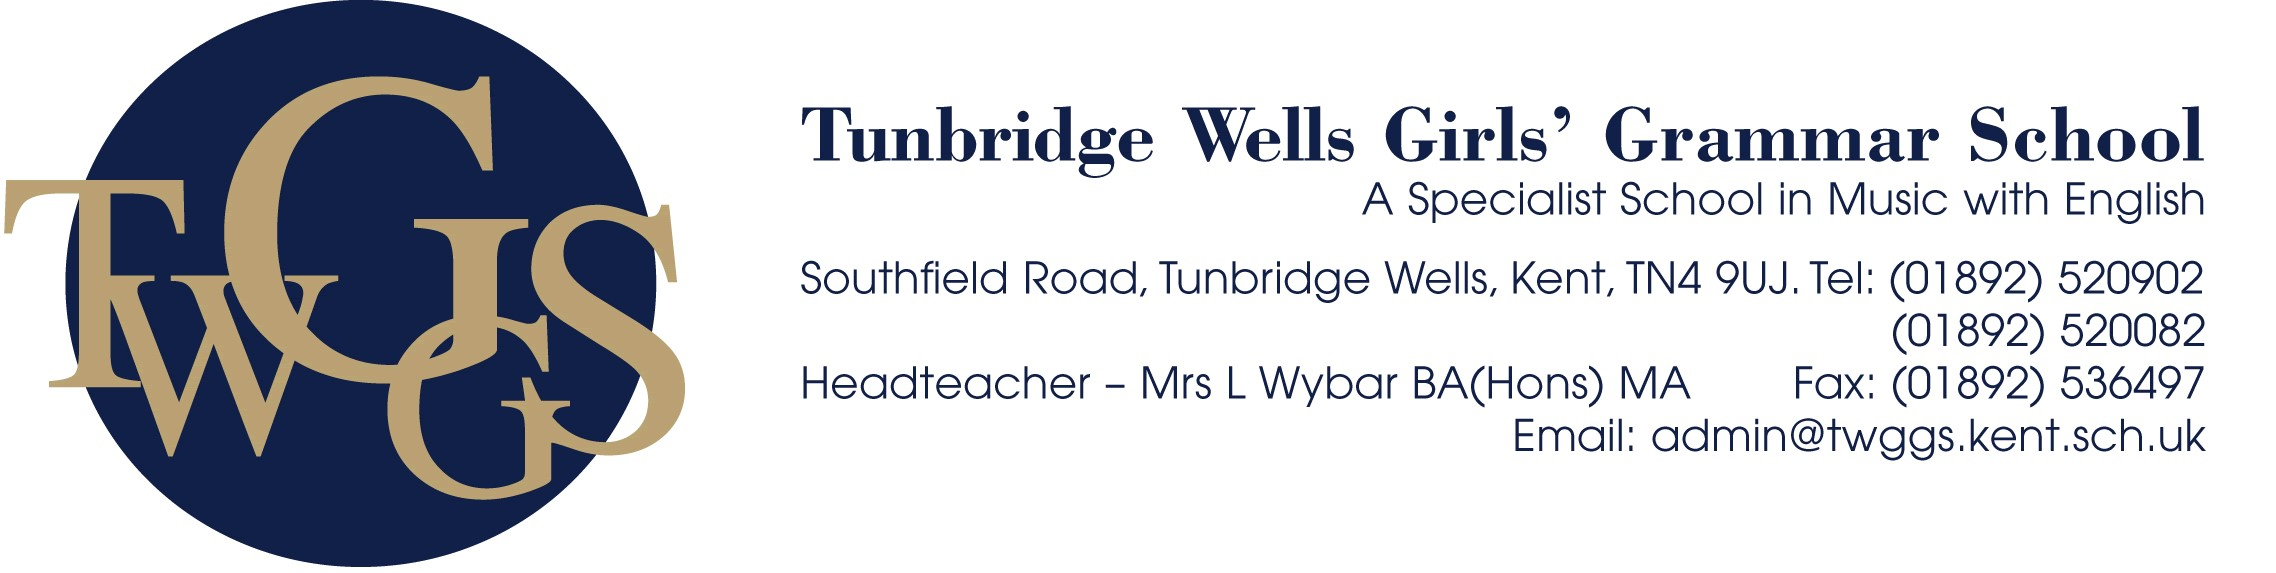 TWGGS
Tunbridge Wells Girls’ Grammar School
A Specialist School in Music with English
Southfield Road, Tunbridge Wells, Kent, TN4 9UJ. Tel: (01892) 520902
(01892) 520082
Headteacher – Mrs L Wybar BA(Hons) MA Fax: (01892) 536497
Email: admin@twggs.kent.sch.uk